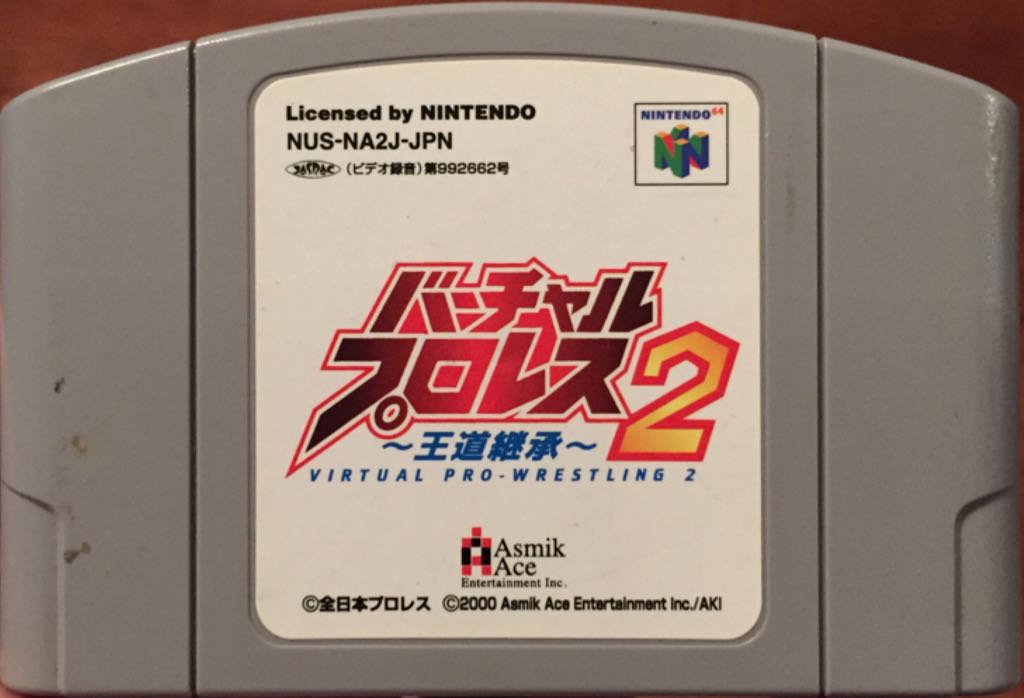 Licensed by NINTENDO
NUS-NA2J-JPN
JASRAC (ビデオ録音)第992662号
NINTENDO64
バーチャル
プロレス2
～王道継承～
VIRTUAL PRO-WRESTLING 2
Asmik
Ace
Entertainment Inc.
©全日本プロレス ©2000 Asmik Ace Entertainment Inc./AKI